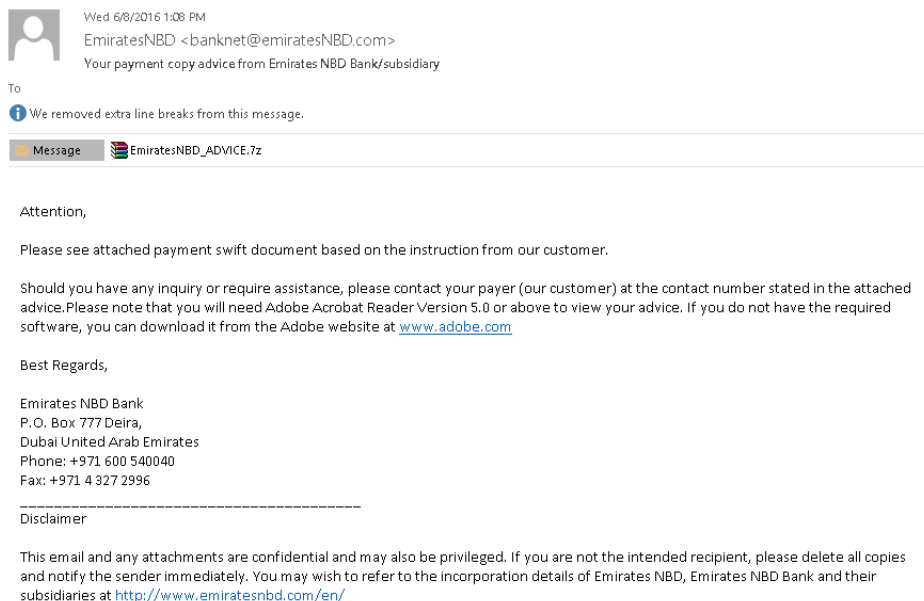 Wed 6/8/2016 1:08 PM
EmiratesNBD <banknet@emiratesNBD.com>
Your payment copy advice from Emirates NBD Bank/subsidiary
To
We removed extra line breaks from this message.
Message EmiratesNBD_ADVICE.7z
Attention,
Please see attached payment swift document based on the instruction from our customer.
Should you have any inquiry or require assistance, please contact your payer (our customer) at the contact number stated in the attached
advice.Please note that you will need Adobe Acrobat Reader Version 5.0 or above to view your advice. If you do not have the required
software, you can download it from the Adobe website at www.adobe.com
Best Regards,
Emirates NBD Bank
P.O. Box 777 Deira,
Dubai United Arab Emirates
Phone: +971 600 540040
Fax: +971 4 327 2996
________________________________________
Disclaimer
This email and any attachments are confidential and may also be privileged. If you are not the intended recipient, please delete all copies
and notify the sender immediately. You may wish to refer to the incorporation details of Emirates NBD, Emirates NBD Bank and their
subsidiaries at http://www.emiratesnbd.com/en/